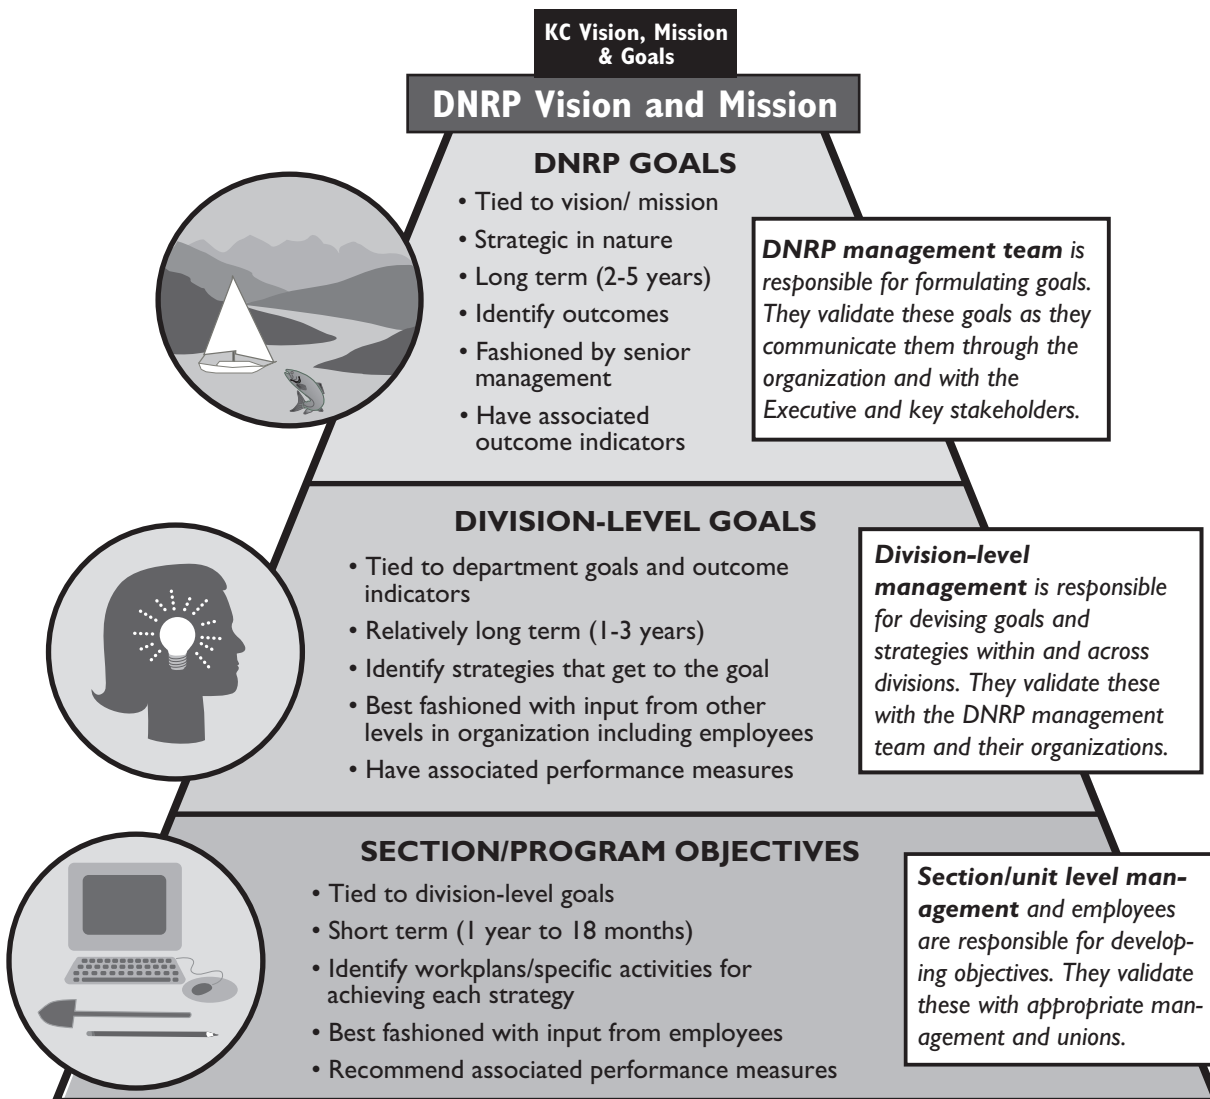 KC Vision, Mission
& Goals
DNRP Vision and Mission
DNRP GOALS
• Tied to vision/ mission
• Strategic in nature
• Long term (2-5 years)
• Identify outcomes
• Fashioned by senior
management
• Have associated
outcome indicators
DNRP management team is
responsible for formulating goals.
They validate these goals as they
communicate them through the
organization and with the
Executive and key stakeholders.
DIVISION-LEVEL GOALS
• Tied to department goals and outcome
indicators
• Relatively long term (1-3 years)
• Identify strategies that get to the goal
• Best fashioned with input from other
levels in organization including employees
• Have associated performance measures
Division-level
management is responsible
for devising goals and
strategies within and across
divisions. They validate these
with the DNRP management
team and their organizations.
SECTION/PROGRAM OBJECTIVES
• Tied to division-level goals
• Short term (1 year to 18 months)
• Identify workplans/specific activities for
achieving each strategy
• Best fashioned with input from employees
• Recommend associated performance measures
Section/unit level man-
agement and employees
are responsible for develop-
ing objectives. They validate
these with appropriate man-
agement and unions.